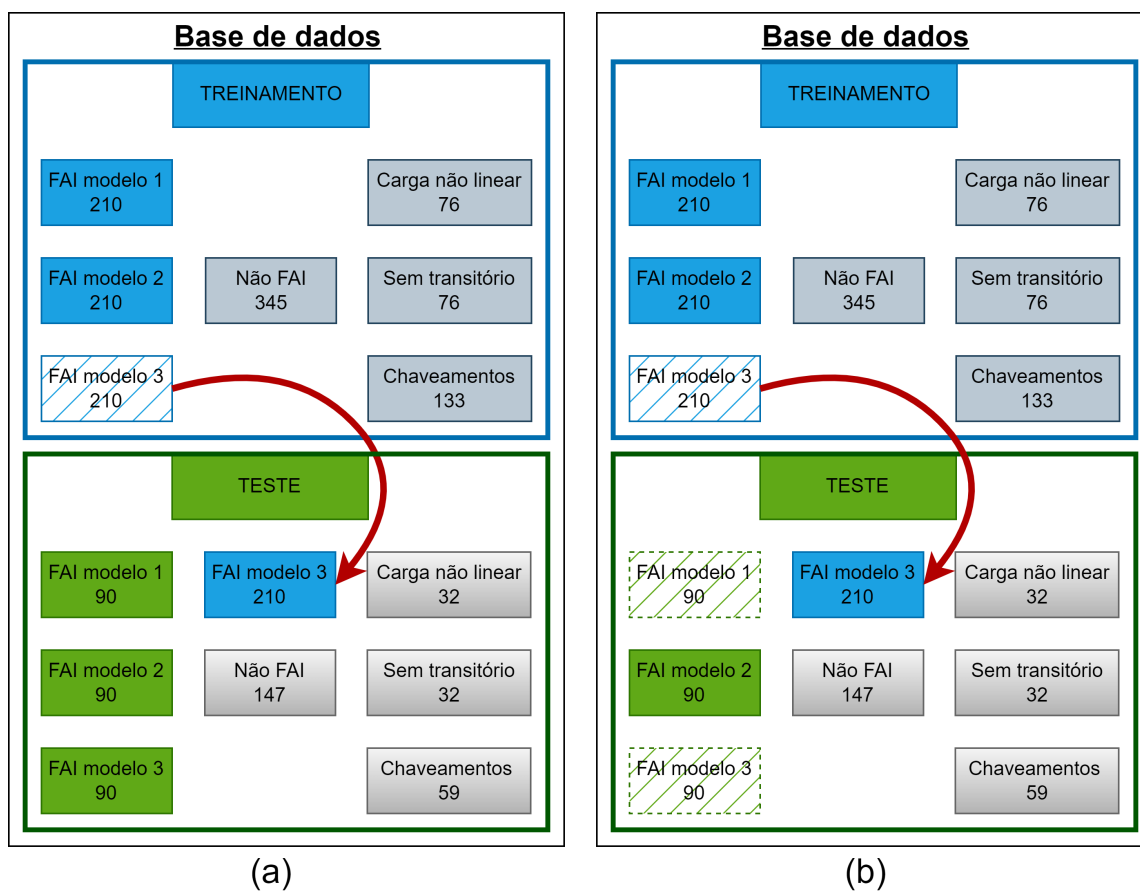 Base de dados
TREINAMENTO
FAI modelo 1
210
Carga não linear
76
FAI modelo 2
210
Não FAI
345
Sem transitório
76
FAI modelo 3
210
Chaveamentos
133
TESTE
FAI modelo 1
90
FAI modelo 3
210
Carga não linear
32
FAI modelo 2
90
Não FAI
147
Sem transitório
32
FAI modelo 3
90
Chaveamentos
59
(a)
Base de dados
TREINAMENTO
FAI modelo 1
210
Carga não linear
76
FAI modelo 2
210
Não FAI
345
Sem transitório
76
FAI modelo 3
210
Chaveamentos
133
TESTE
FAI modelo 1
90
FAI modelo 3
210
Carga não linear
32
FAI modelo 2
90
Não FAI
147
Sem transitório
32
FAI modelo 3
90
Chaveamentos
59
(b)